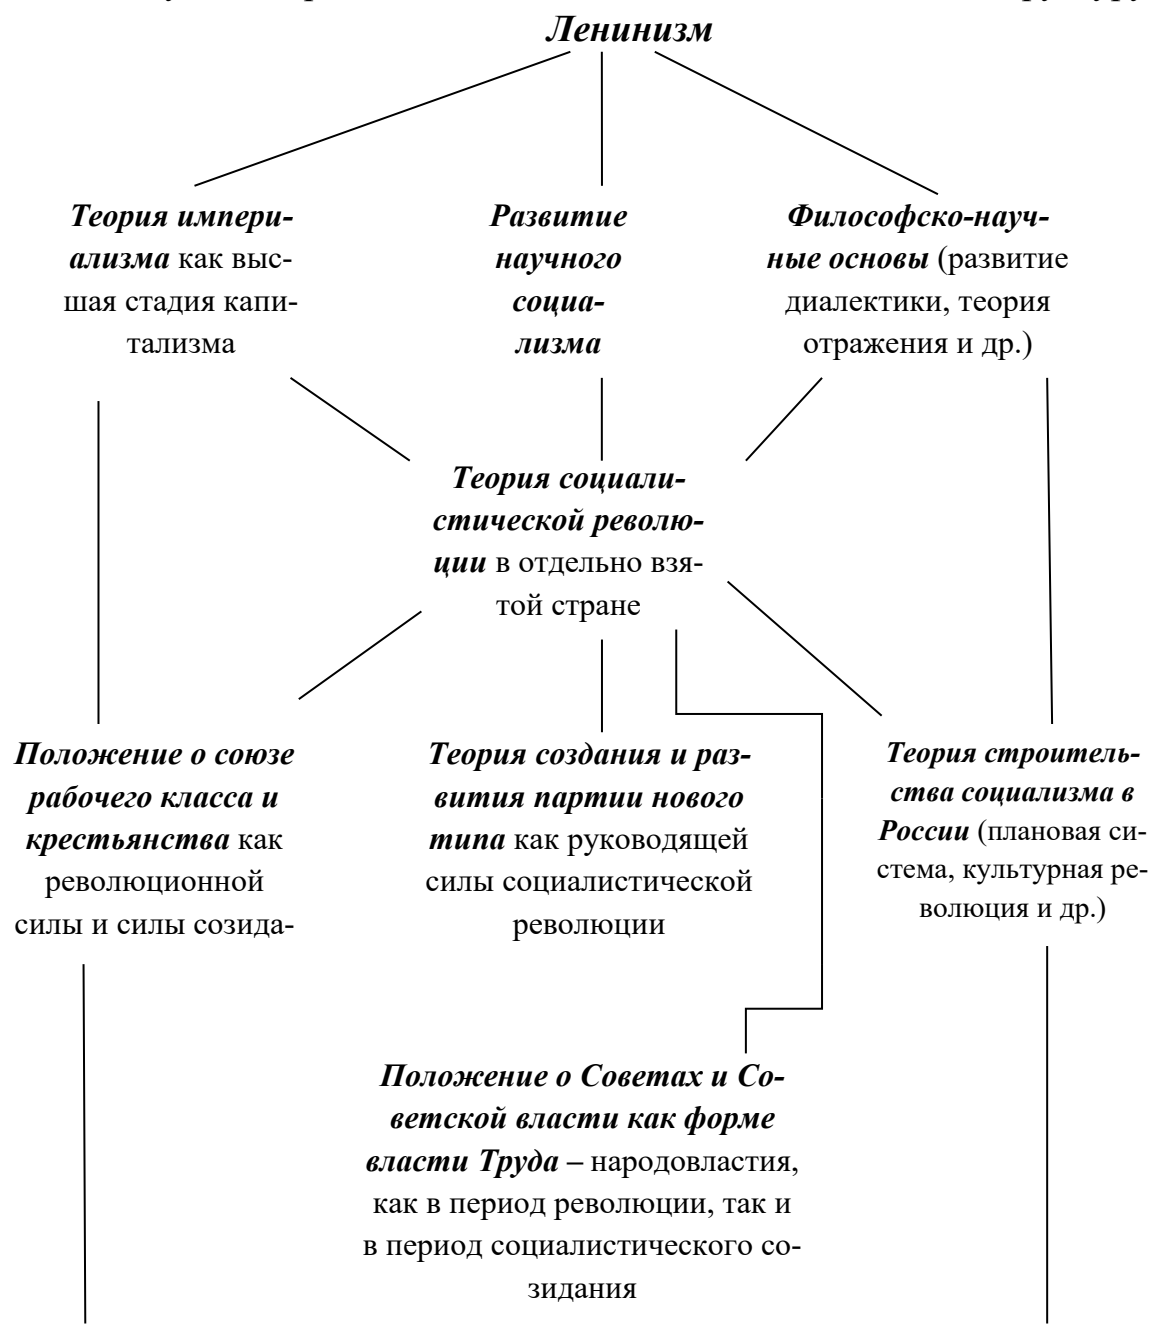 Ленинизм
Теория импери-
ализма как выс-
шая стадия капи-
тализма
Развитие
научного
социа-
лизма
Философско-науч-
ные основы (развитие
диалектики, теория
отражения и др.)
Теория социали-
стической револю-
ции в отдельно взя-
той стране
Положение о союзе
рабочего класса и
крестьянства как
революционной
силы и силы созида-
Теория создания и раз-
вития партии нового
типа как руководящей
силы социалистической
революции
Теория строитель-
ства социализма в
России (плановая си-
стема, культурная ре-
волюция и др.)
Положение о Советах и Со-
ветской власти как форме
власти Труда – народовластия,
как в период революции, так и
в период социалистического со-
зидания